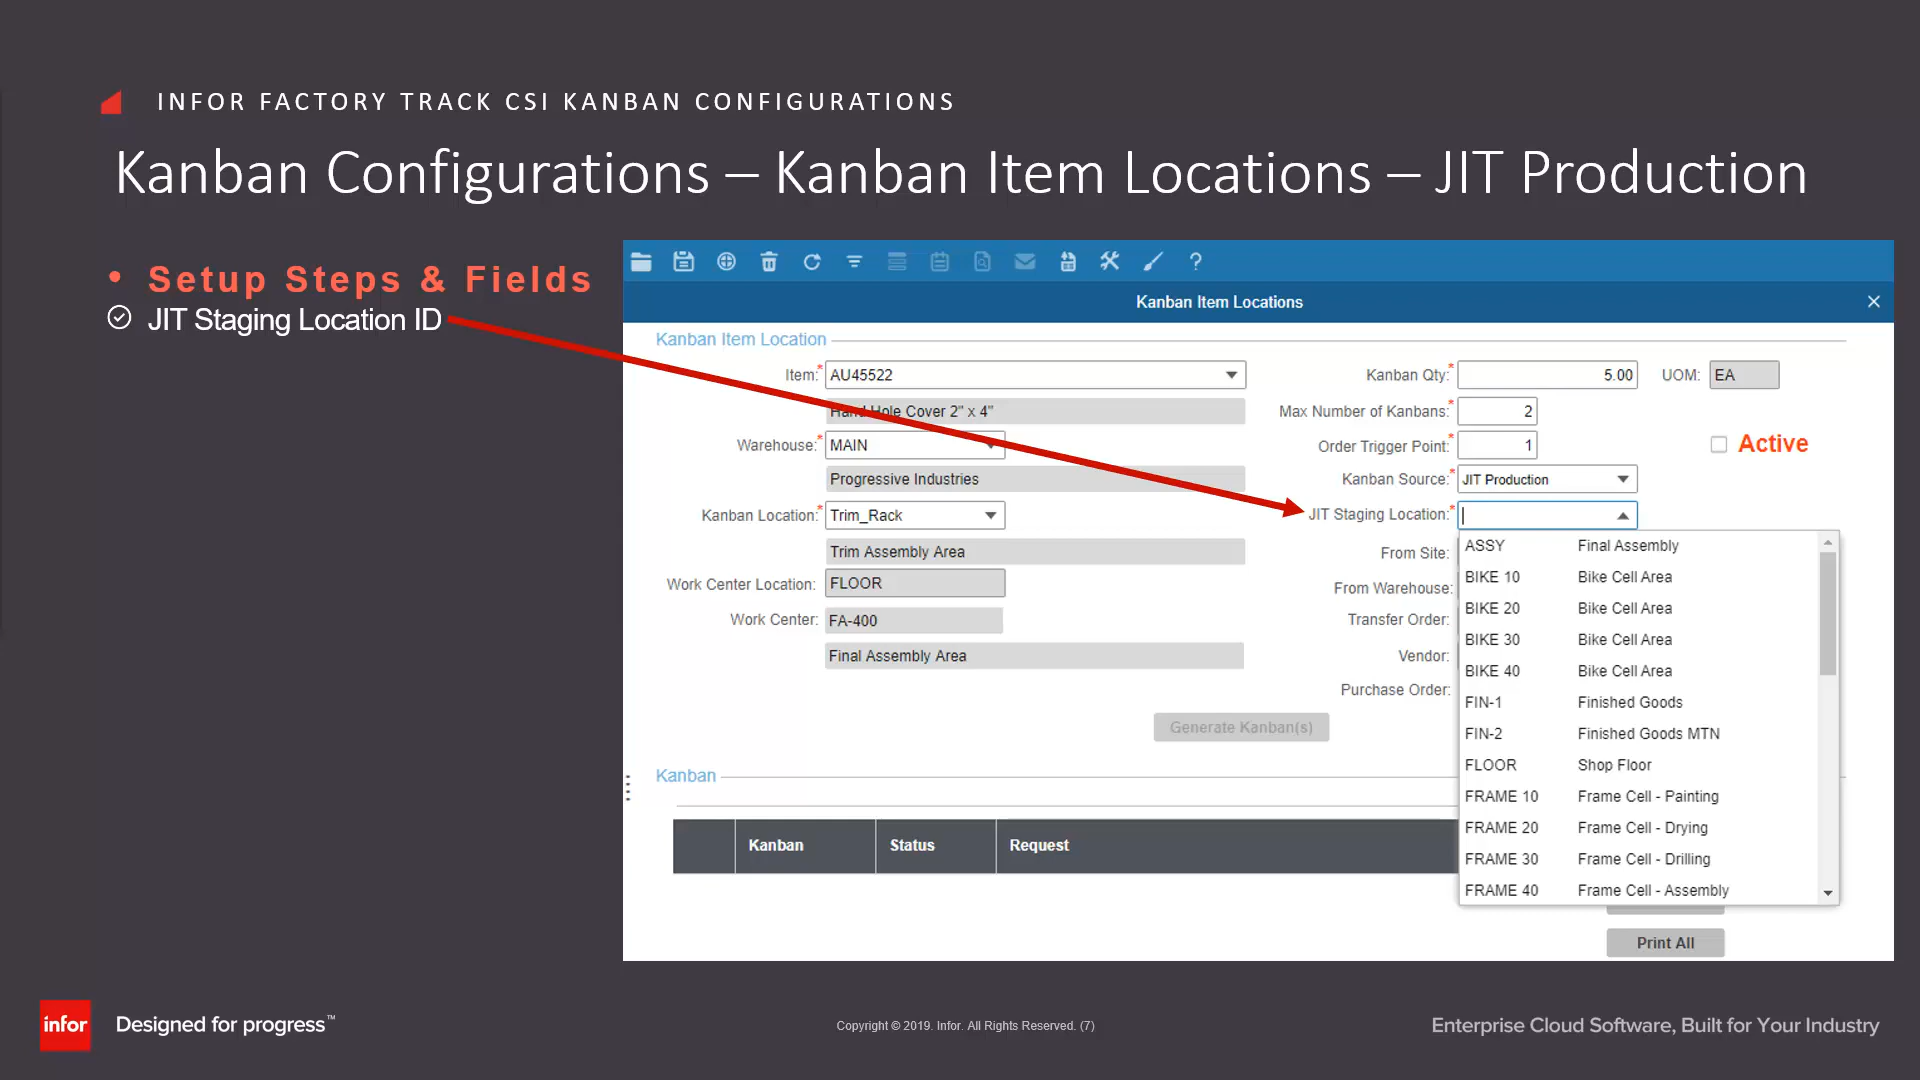 INFOR FACTORY TRACK CSI KANBAN CONFIGURATIONS
Kanban Configurations – Kanban Item Locations – JIT Production
• Setup Steps & Fields
JIT Staging Location ID
Kanban Item Locations
Kanban Item Location
Item:* AU45522
Hand Hole Cover 2" x 4"
Warehouse:* MAIN
Progressive Industries
Kanban Location:* Trim_Rack
Trim Assembly Area
Work Center Location: FLOOR
Work Center: FA-400
Final Assembly Area
Kanban Qty:* 5.00 UOM: EA
Max Number of Kanbans:* 2
Order Trigger Point:* 1
Active
Kanban Source:* JIT Production
JIT Staging Location:*
From Site:
From Warehouse:
Transfer Order:
Vendor:
Purchase Order:
ASSY Final Assembly
BIKE 10 Bike Cell Area
BIKE 20 Bike Cell Area
BIKE 30 Bike Cell Area
BIKE 40 Bike Cell Area
FIN-1 Finished Goods
FIN-2 Finished Goods MTN
FLOOR Shop Floor
FRAME 10 Frame Cell - Painting
FRAME 20 Frame Cell - Drying
FRAME 30 Frame Cell - Drilling
FRAME 40 Frame Cell - Assembly
Generate Kanban(s)
Kanban
Kanban Status Request
Print All
infor Designed for progress™
Copyright © 2019. Infor. All Rights Reserved. (7)
Enterprise Cloud Software, Built for Your Industry